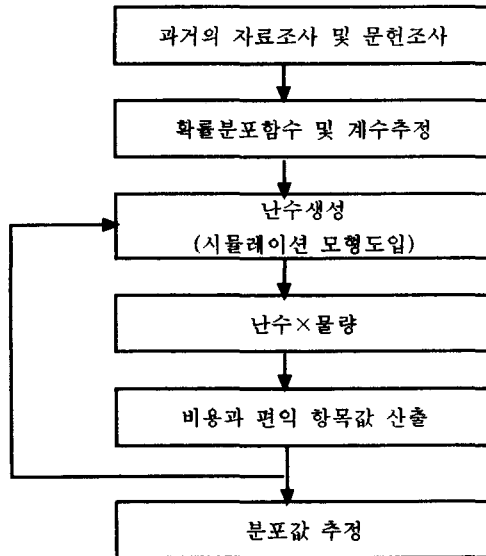 과거의 자료조사 및 문헌조사
확률분포함수 및 계수추정
난수생성
(시뮬레이션 모형도입)
난수×물량
비용과 편익 항목값 산출
분포값 추정